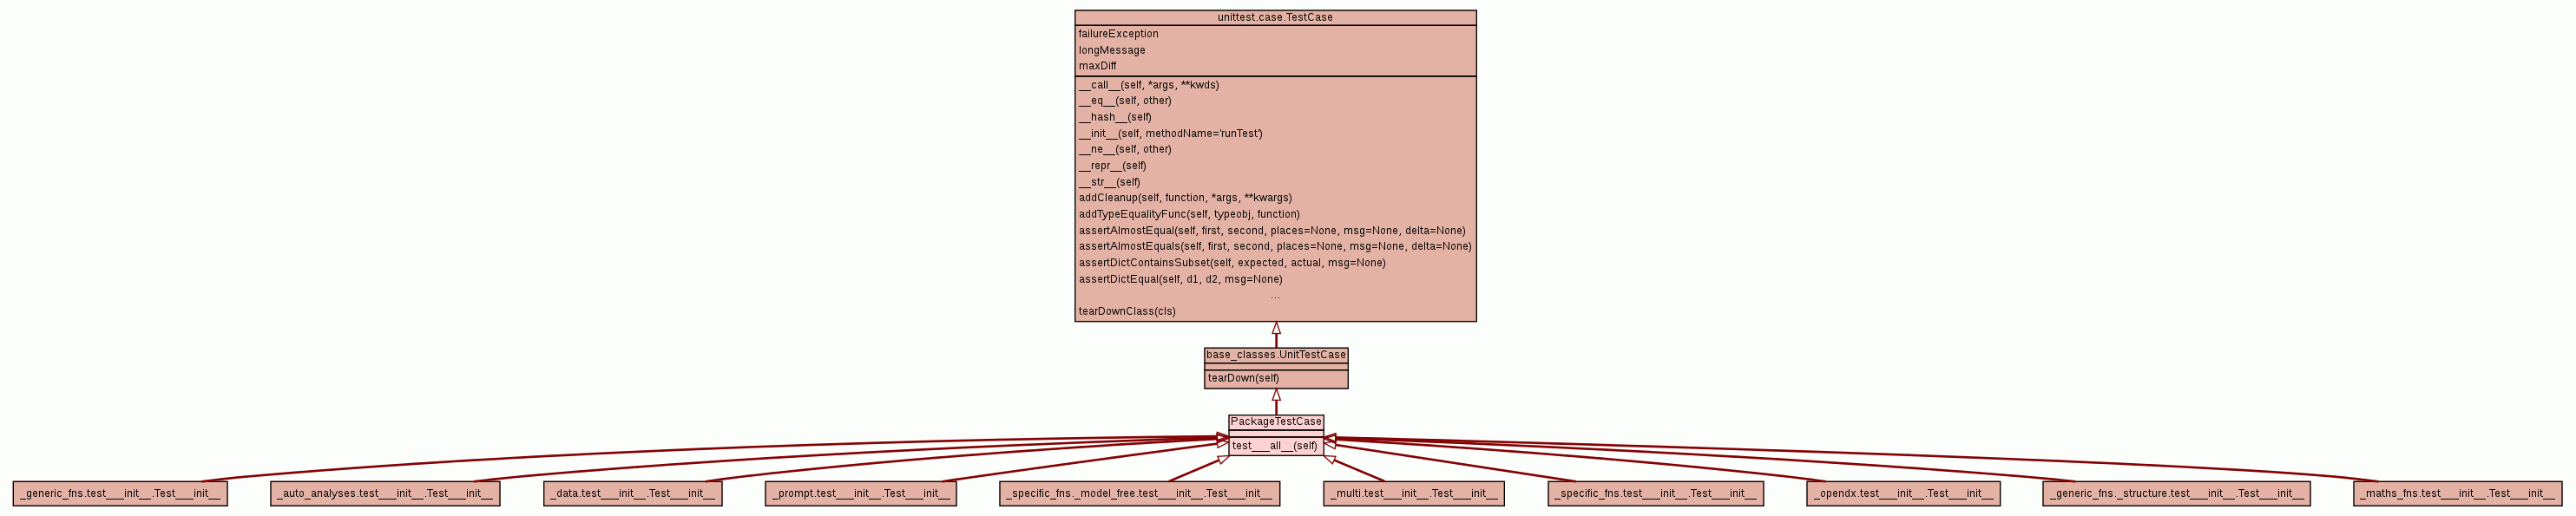 unittest.case.TestCase
failureException
longMessage
maxDiff
__call__(self, *args, **kwds)
__eq__(self, other)
__hash__(self)
__init__(self, methodName='runTest')
__ne__(self, other)
__repr__(self)
__str__(self)
addCleanup(self, function, *args, **kwargs)
addTypeEqualityFunc(self, typeobj, function)
assertAlmostEqual(self, first, second, places=None, msg=None, delta=None)
assertAlmostEquals(self, first, second, places=None, msg=None, delta=None)
assertDictContainsSubset(self, expected, actual, msg=None)
assertDictEqual(self, d1, d2, msg=None)
...
tearDownClass(cls)
base_classes.UnitTestCase
tearDown(self)
PackageTestCase
test___all__(self)
_generic_fns.test___init__.Test___init__
_auto_analyses.test___init__.Test___init__
_data.test___init__.Test___init__
_prompt.test___init__.Test___init__
_specific_fns._model_free.test___init__.Test___init__
_multi.test___init__.Test___init__
_specific_fns.test___init__.Test___init__
_opendx.test___init__.Test___init__
_generic_fns._structure.test___init__.Test___init__
_maths_fns.test___init__.Test___init__